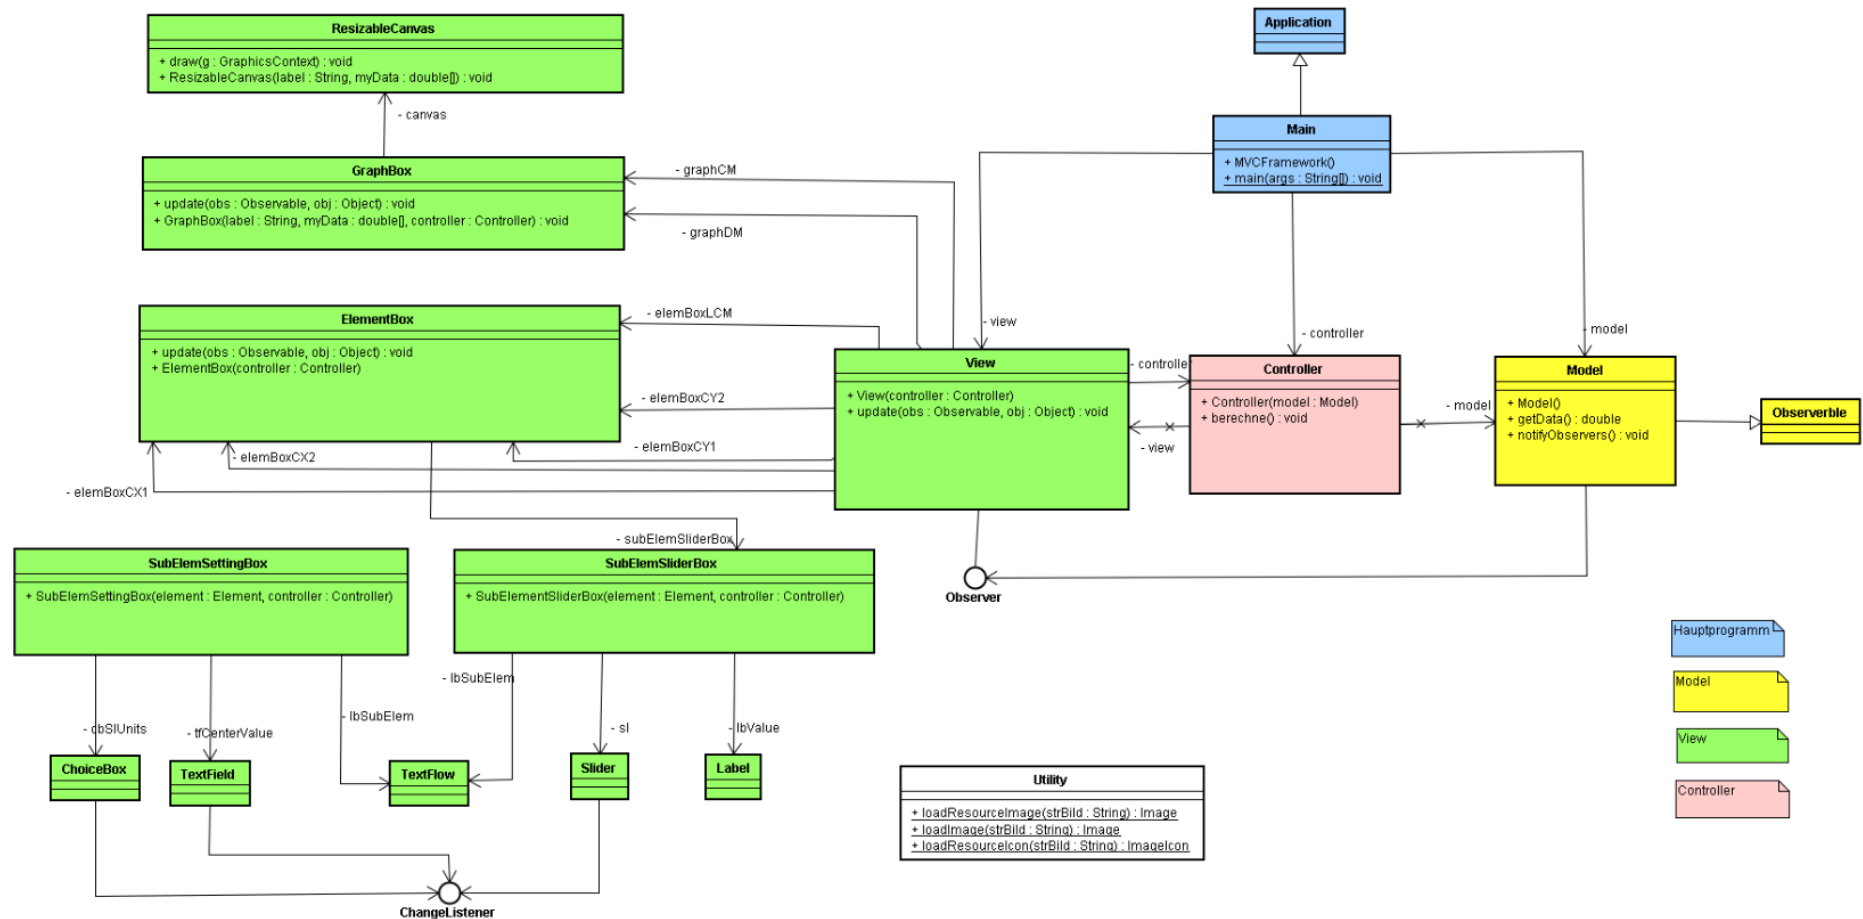 ResizableCanvas
+ draw(g : GraphicsContext) : void
+ ResizableCanvas(label : String, myData : double[]) : void
- canvas
GraphBox
+ update(obs : Observable, obj : Object) : void
+ GraphBox(label : String, myData : double[], controller : Controller) : void
- graphCM
- graphDM
Application
Main
+ MVCFramework()
+ main(args : String[]) : void
- view
- controller
- model
ElementBox
+ update(obs : Observable, obj : Object) : void
+ ElementBox(controller : Controller)
- elemBoxLCM
- elemBoxCY2
- elemBoxCY1
- elemBoxCX2
- elemBoxCX1
View
+ View(controller : Controller)
+ update(obs : Observable, obj : Object) : void
- controlle
- view
Controller
+ Controller(model : Model)
+ berechne() : void
- model
Model
+ Model()
+ getData() : double
+ notifyObservers() : void
Observerble
- subElemSliderBox
Observer
SubElemSettingBox
+ SubElemSettingBox(element : Element, controller : Controller)
SubElemSliderBox
+ SubElementSliderBox(element : Element, controller : Controller)
- cbSIUnits
- tfCenterValue
- lbSubElem
- lbSubElem
- sl
- lbValue
ChoiceBox
TextField
TextFlow
Slider
Label
ChangeListener
Utility
+ loadResourceImage(strBild : String) : Image
+ loadImage(strBild : String) : Image
+ loadResourceIcon(strBild : String) : ImageIcon
Hauptprogramm
Model
View
Controller